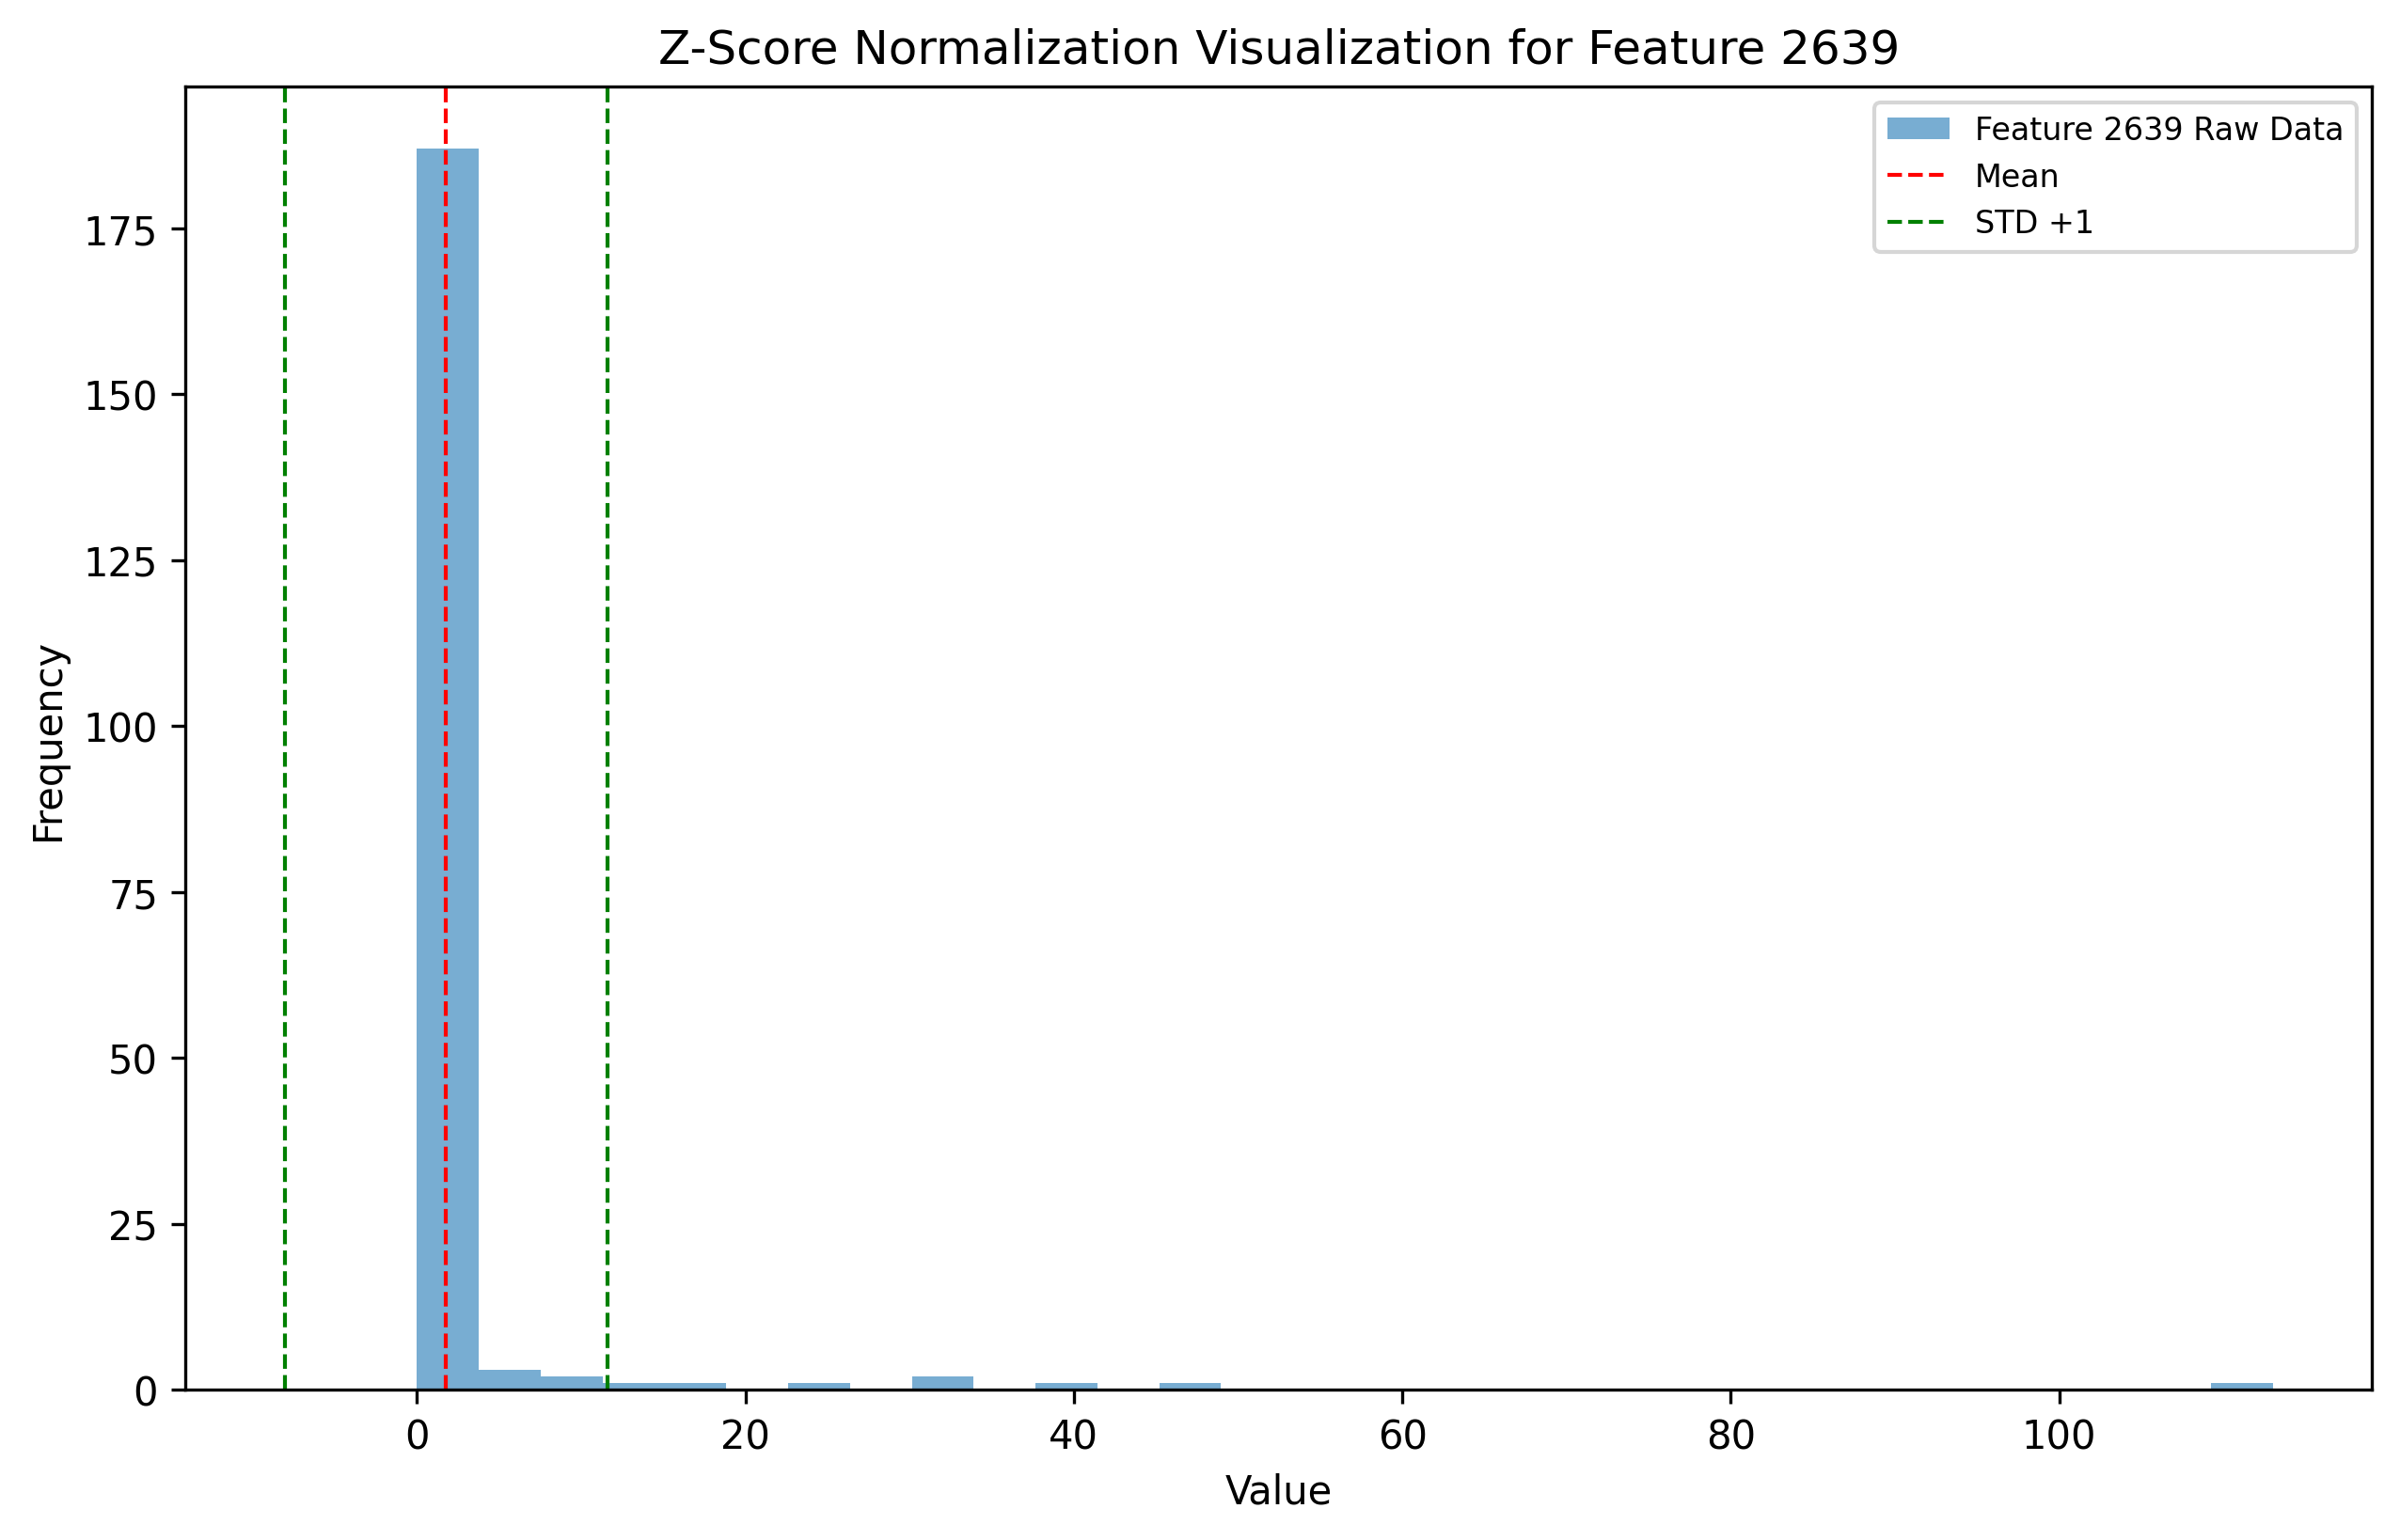 Z-Score Normalization Visualization for Feature 2639
Feature 2639 Raw Data
Mean
STD +1
175
150
125
100
75
50
25
0
Frequency
0 20 40 60 80 100
Value